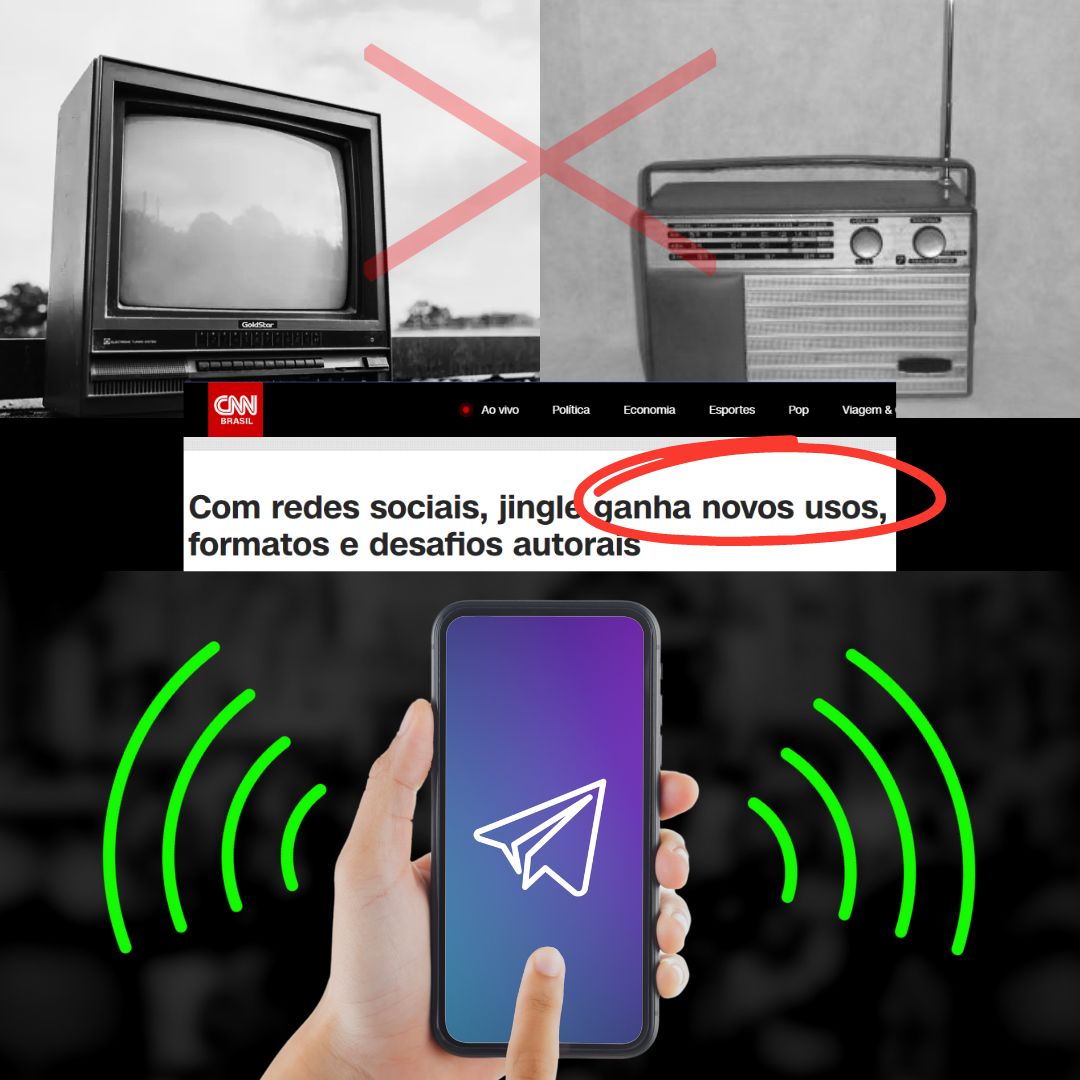 GoldStar
CNN
BRASIL
Ao vivo
Política
Economia
Esportes
Pop
Viagem &
Com redes sociais, jingle ganha novos usos,
formatos e desafios autorais